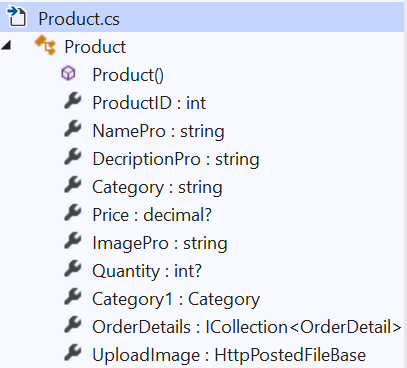 Product.cs
Product
Product()
ProductID : int
NamePro : string
DecriptionPro : string
Category : string
Price : decimal?
ImagePro : string
Quantity : int?
Category1 : Category
OrderDetails : ICollection<OrderDetail>
UploadImage : HttpPostedFileBase